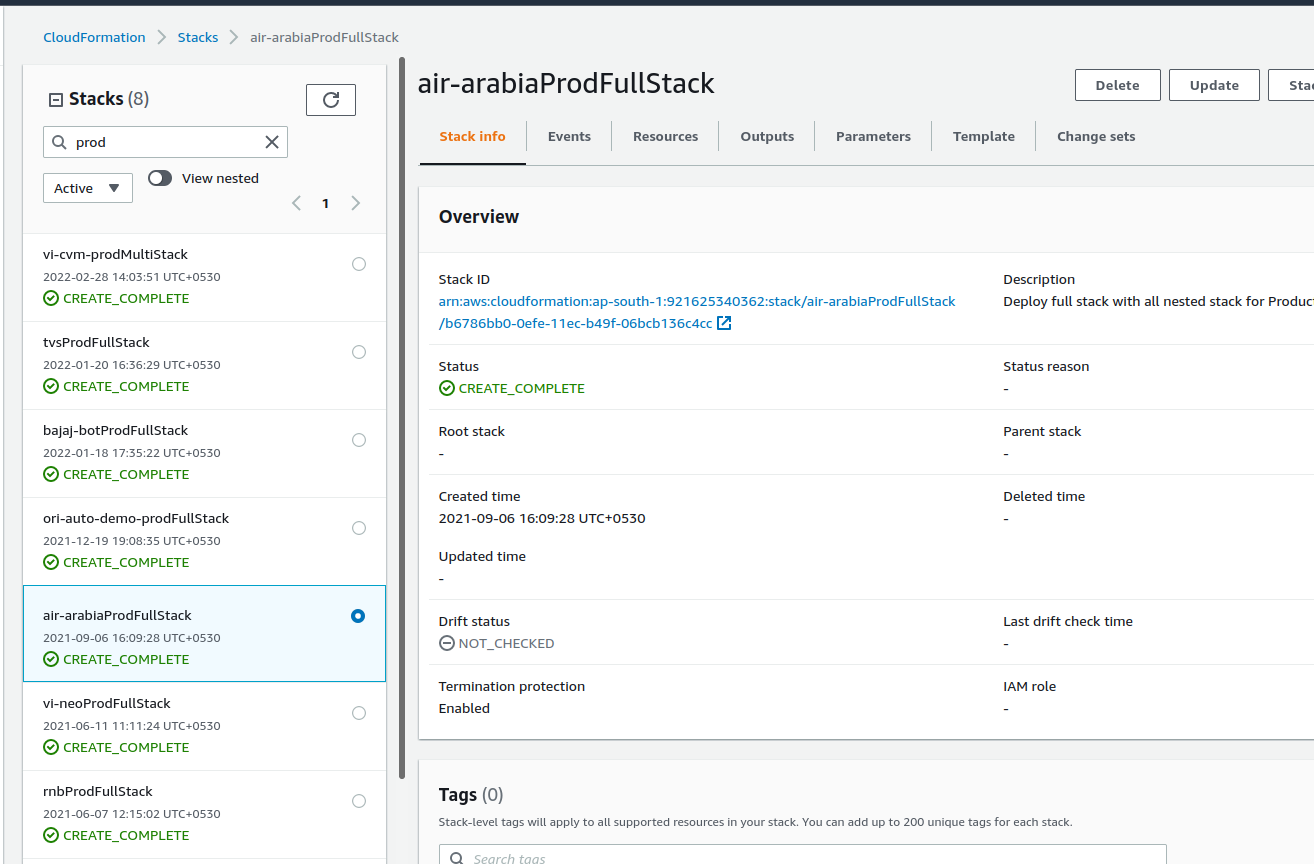 CloudFormation
Stacks
air-arabiaProdFullStack
Stacks (8)
prod
Active
View nested
1
vi-cvm-prodMultiStack
2022-02-28 14:03:51 UTC+0530
CREATE_COMPLETE
tvsProdFullStack
2022-01-20 16:36:29 UTC+0530
CREATE_COMPLETE
bajaj-botProdFullStack
2022-01-18 17:35:22 UTC+0530
CREATE_COMPLETE
ori-auto-demo-prodFullStack
2021-12-19 19:08:35 UTC+0530
CREATE_COMPLETE
air-arabiaProdFullStack
2021-09-06 16:09:28 UTC+0530
CREATE_COMPLETE
vi-neoProdFullStack
2021-06-11 11:11:24 UTC+0530
CREATE_COMPLETE
rnbProdFullStack
2021-06-07 12:15:02 UTC+0530
CREATE_COMPLETE
air-arabiaProdFullStack
Delete
Update
Stac
Stack info
Events
Resources
Outputs
Parameters
Template
Change sets
Overview
Stack ID
arn:aws:cloudformation:ap-south-1:921625340362:stack/air-arabiaProdFullStack
/b6786bb0-0efe-11ec-b49f-06bcb136c4cc
Description
Deploy full stack with all nested stack for Produc
Status
CREATE_COMPLETE
Status reason
-
Root stack
-
Parent stack
-
Created time
2021-09-06 16:09:28 UTC+0530
Deleted time
-
Updated time
-
Drift status
NOT_CHECKED
Last drift check time
-
Termination protection
Enabled
IAM role
-
Tags (0)
Stack-level tags will apply to all supported resources in your stack. You can add up to 200 unique tags for each stack.
Search tags